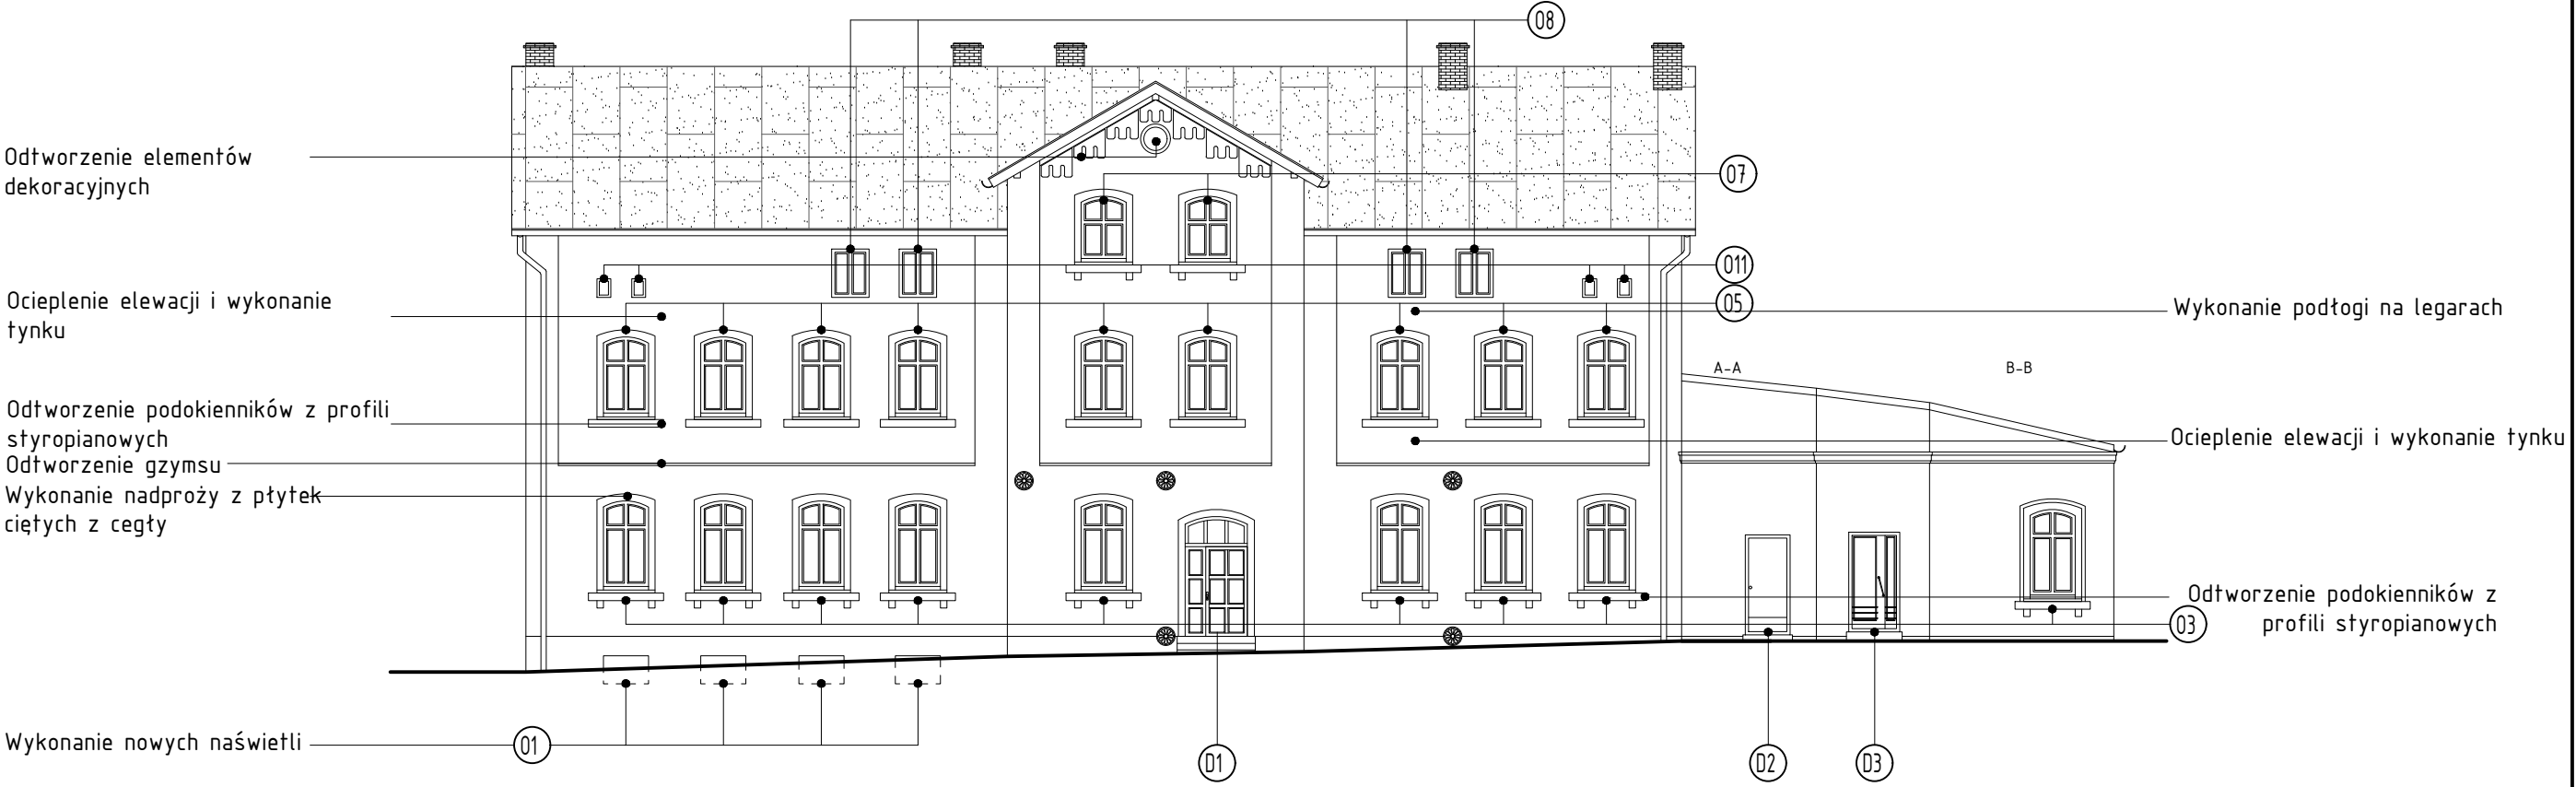 O8
Odtworzenie elementów
dekoracyjnych
O7
O11
Ocieplenie elewacji i wykonanie
tynku
O5
Wykonanie podłogi na legarach
A-A
B-B
Odtworzenie podokienników z profili
styropianowych
Ocieplenie elewacji i wykonanie tynku
Odtworzenie gzymsu
Wykonanie nadproży z płytek
ciętych z cegły
Odtworzenie podokienników z
profili styropianowych
O3
Wykonanie nowych naświetli
O1
D1
D2
D3